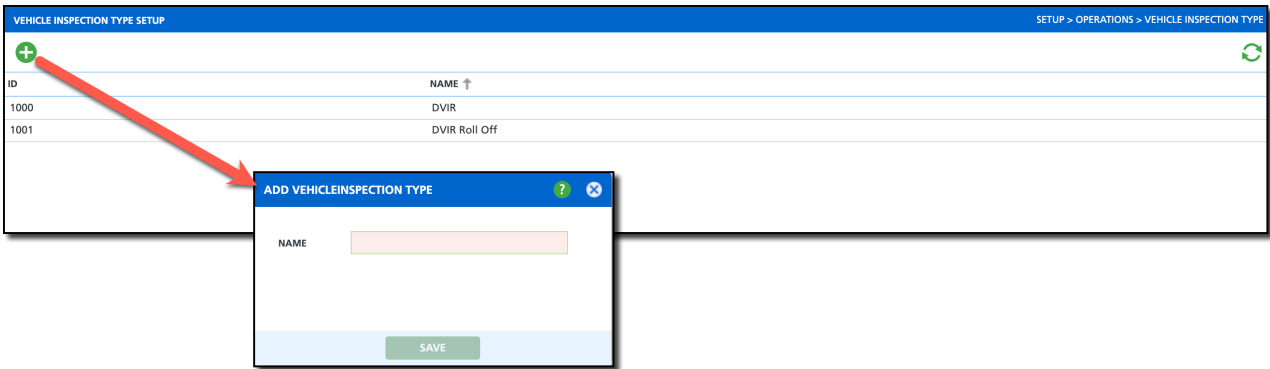 VEHICLE INSPECTION TYPE SETUP
SETUP > OPERATIONS > VEHICLE INSPECTION TYPE
ID
NAME
1000
DVIR
1001
DVIR Roll Off
ADD VEHICLEINSPECTION TYPE
?
NAME
SAVE